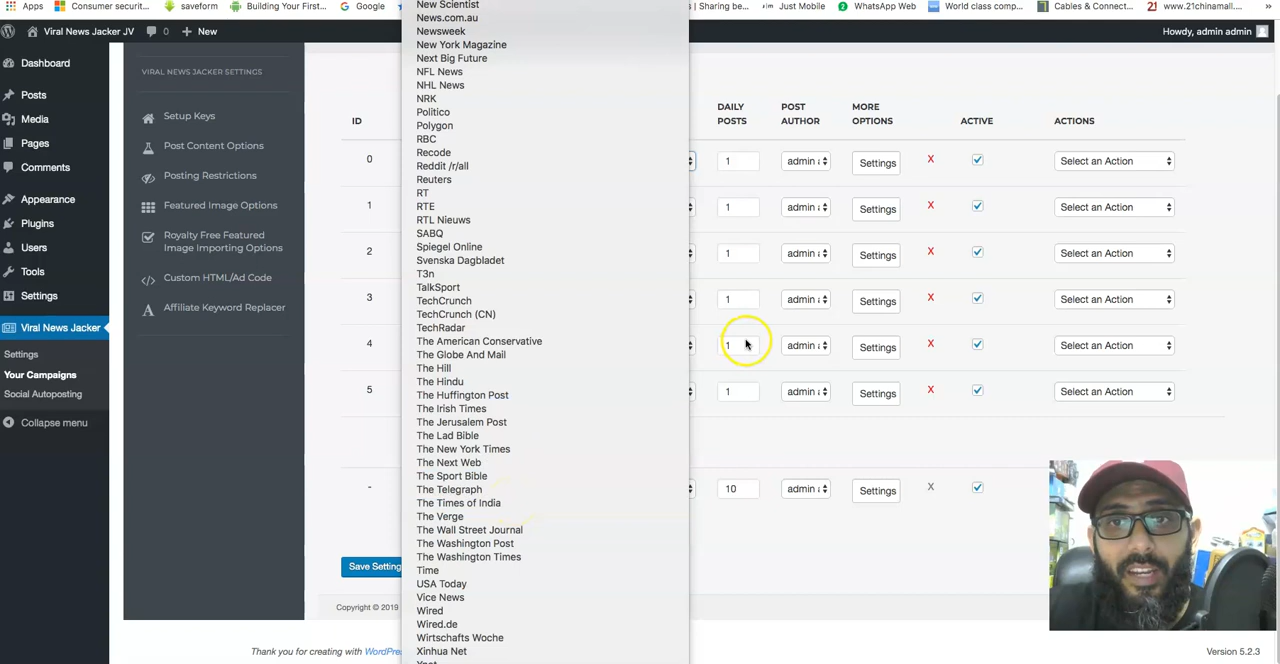 Apps
Consumer securit...
saveform
Building Your First...
Google
| Sharing be...
Just Mobile
WhatsApp Web
World class comp...
Cables & Connect...
www.21chinamall....
»
Viral News Jacker JV
0
New
Howdy, admin admin
Dashboard
Posts
Media
Pages
Comments
Appearance
Plugins
Users
Tools
Settings
Viral News Jacker
Settings
Your Campaigns
Social Autoposting
Collapse menu
VIRAL NEWS JACKER SETTINGS
Setup Keys
Post Content Options
Posting Restrictions
Featured Image Options
Royalty Free Featured
Image Importing Options
Custom HTML/Ad Code
Affiliate Keyword Replacer
New Scientist
News.com.au
Newsweek
New York Magazine
Next Big Future
NFL News
NHL News
NRK
Politico
Polygon
RBC
Recode
Reddit /r/all
Reuters
RT
RTE
RTL Nieuws
SABQ
Spiegel Online
Svenska Dagbladet
T3n
TalkSport
TechCrunch
TechCrunch (CN)
TechRadar
The American Conservative
The Globe And Mail
The Hill
The Hindu
The Huffington Post
The Irish Times
The Jerusalem Post
The Lad Bible
The New York Times
The Next Web
The Sport Bible
The Telegraph
The Times of India
The Verge
The Wall Street Journal
The Washington Post
The Washington Times
Time
USA Today
Vice News
Wired
Wired.de
Wirtschafts Woche
Xinhua Net
ID
DAILY POSTS
POST AUTHOR
MORE OPTIONS
ACTIVE
ACTIONS
0 1 admin Settings X Select an Action
1 1 admin Settings X Select an Action
2 1 admin Settings X Select an Action
3 1 admin Settings X Select an Action
4 1 admin Settings X Select an Action
5 1 admin Settings X Select an Action
- 10 admin Settings X
Save Setting
Copyright © 2019
Thank you for creating with WordPre
Version 5.2.3